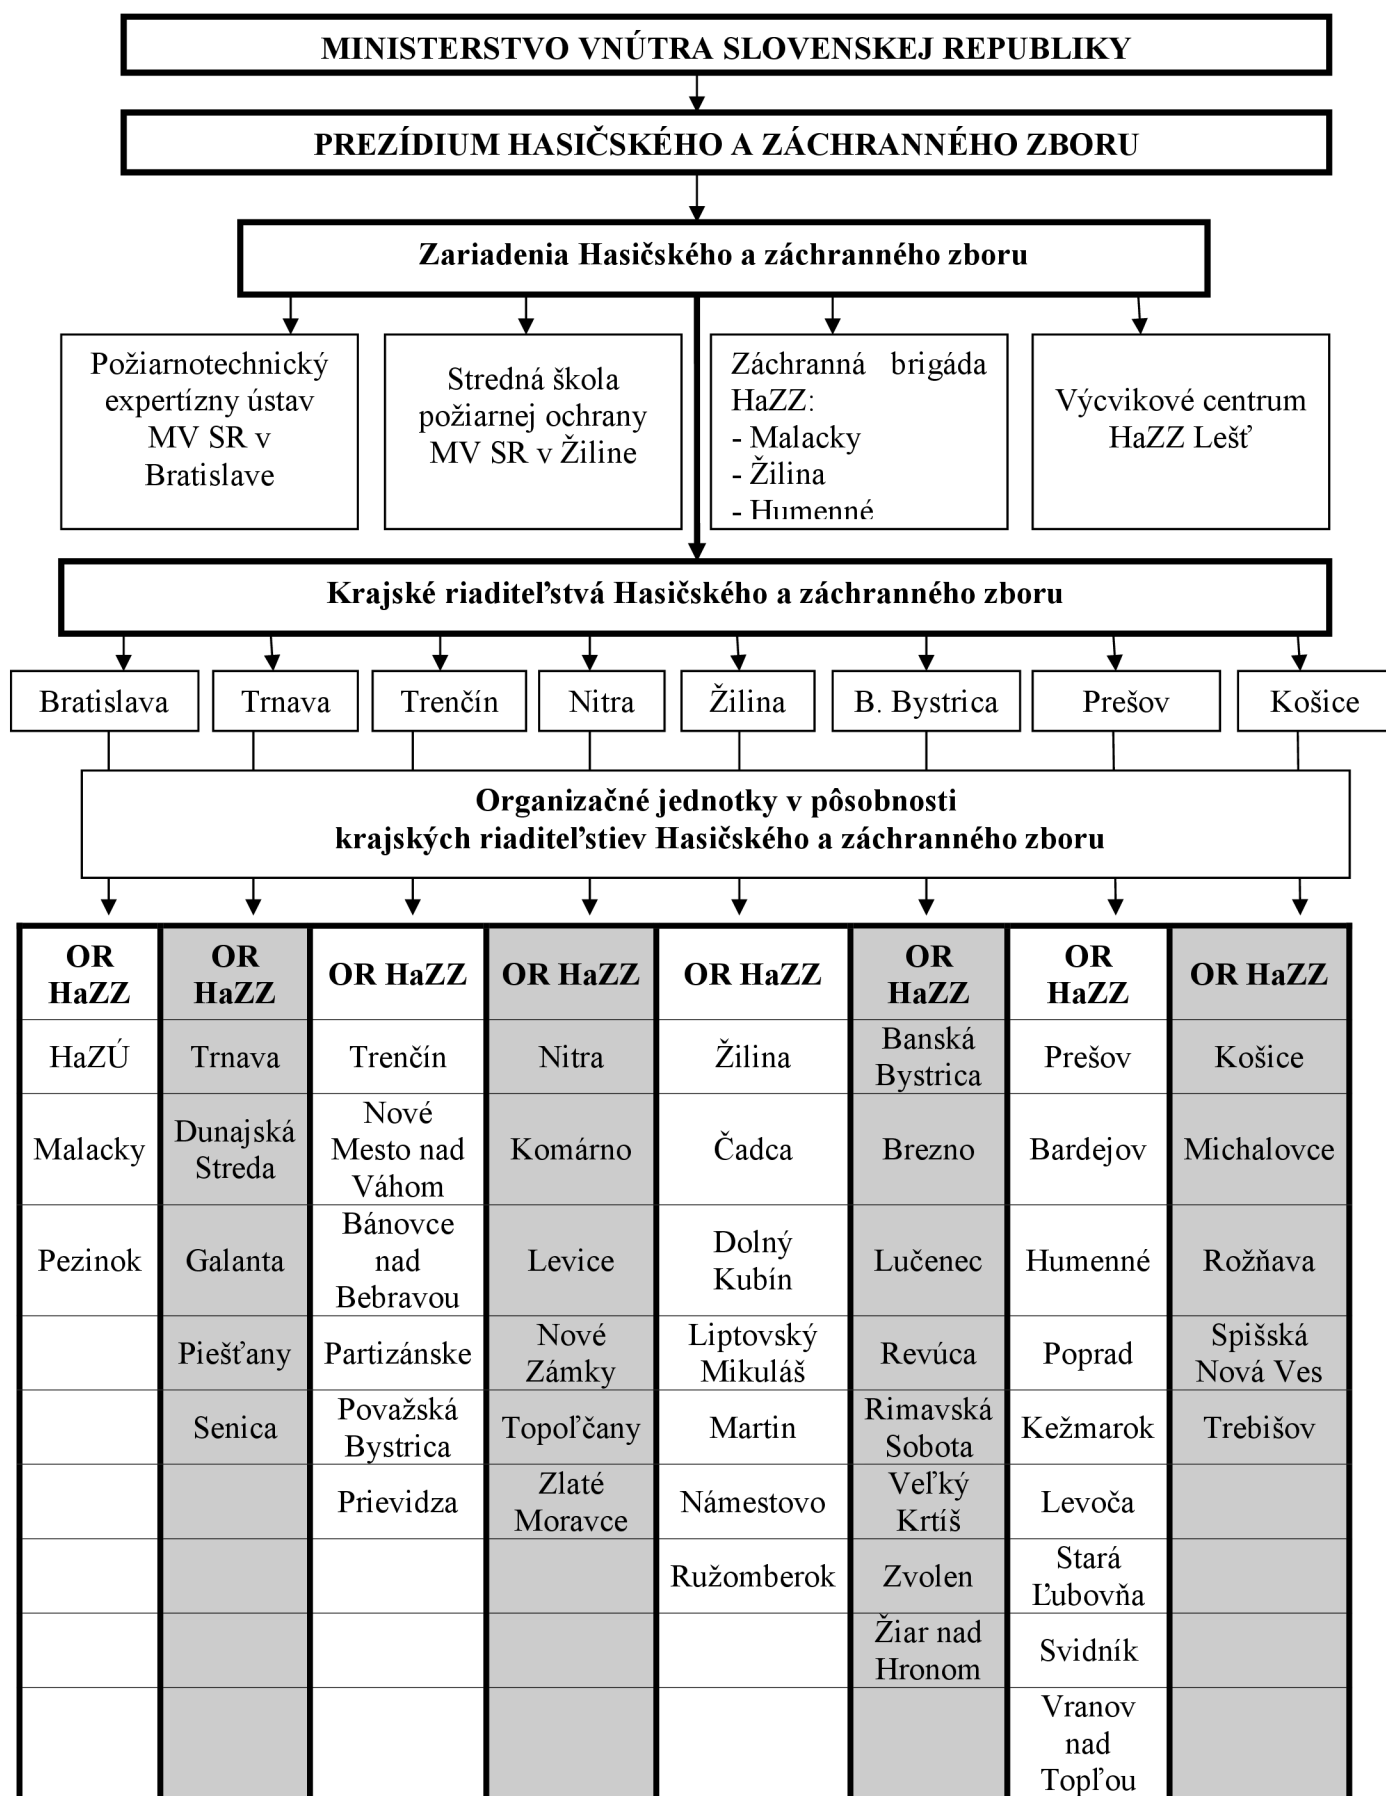 MINISTERSTVO VNÚTRA SLOVENSKEJ REPUBLIKY
PREZÍDIUM HASIČSKÉHO A ZÁCHRANNÉHO ZBORU
Zariadenia Hasičského a záchranného zboru
Požiarnotechnický
expertízny ústav
MV SR v
Bratislave
Stredná škola
požiarnej ochrany
MV SR v Žiline
Záchranná brigáda
HaZZ:
- Malacky
- Žilina
- Humenné
Výcvikové centrum
HaZZ Lešť
Krajské riaditeľstvá Hasičského a záchranného zboru
Bratislava Trnava Trenčín Nitra Žilina B. Bystrica Prešov Košice
Organizačné jednotky v pôsobnosti
krajských riaditeľstiev Hasičského a záchranného zboru
OR
HaZZ
OR
HaZZ
OR HaZZ
OR HaZZ
OR HaZZ
OR
HaZZ
OR
HaZZ
OR HaZZ
HaZÚ
Trnava
Trenčín
Nitra
Žilina
Banská
Bystrica
Prešov
Košice
Malacky
Dunajská
Streda
Nové
Mesto nad
Váhom
Komárno
Čadca
Brezno
Bardejov
Michalovce
Pezinok
Galanta
Bánovce
nad
Bebravou
Levice
Dolný
Kubín
Lučenec
Humenné
Rožňava
Piešťany
Partizánske
Nové
Zámky
Liptovský
Mikuláš
Revúca
Poprad
Spišská
Nová Ves
Senica
Považská
Bystrica
Topoľčany
Martin
Rimavská
Sobota
Kežmarok
Trebišov
Prievidza
Zlaté
Moravce
Námestovo
Veľký
Krtíš
Levoča
Ružomberok
Zvolen
Stará
Ľubovňa
Žiar nad
Hronom
Svidník
Vranov
nad
Topľou